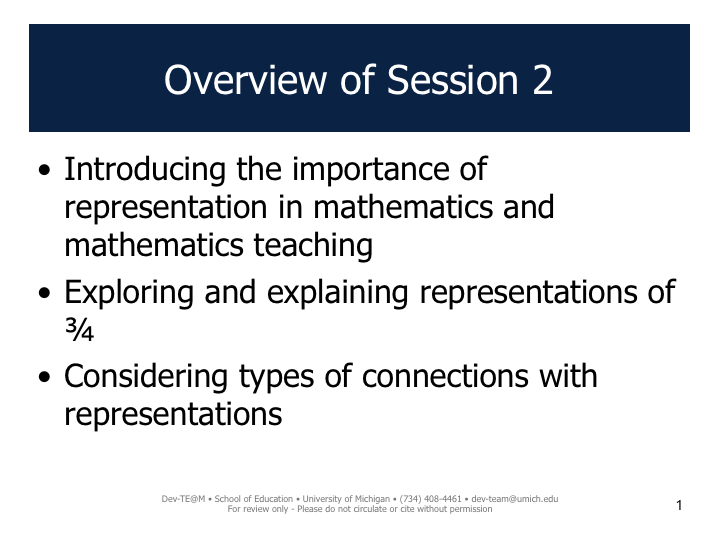 Overview of Session 2
• Introducing the importance of
representation in mathematics and
mathematics teaching
• Exploring and explaining representations of
¾
• Considering types of connections with
representations
Dev-TE@M • School of Education • University of Michigan • (734) 408-4461 • dev-team@umich.edu
For review only - Please do not circulate or cite without permission
1